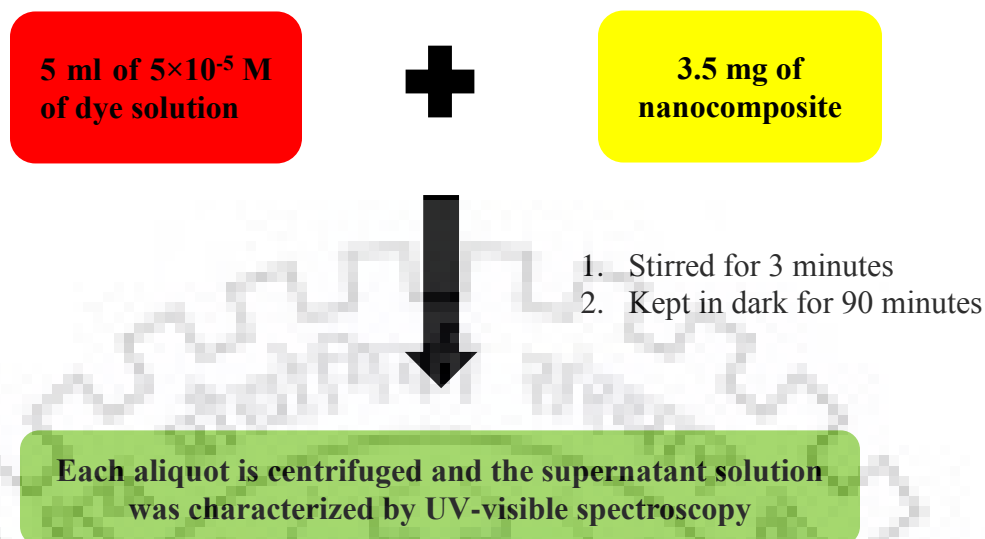 5 ml of 5×10⁻⁵ M
of dye solution
3.5 mg of
nanocomposite
1. Stirred for 3 minutes
2. Kept in dark for 90 minutes
Each aliquot is centrifuged and the supernatant solution
was characterized by UV-visible spectroscopy